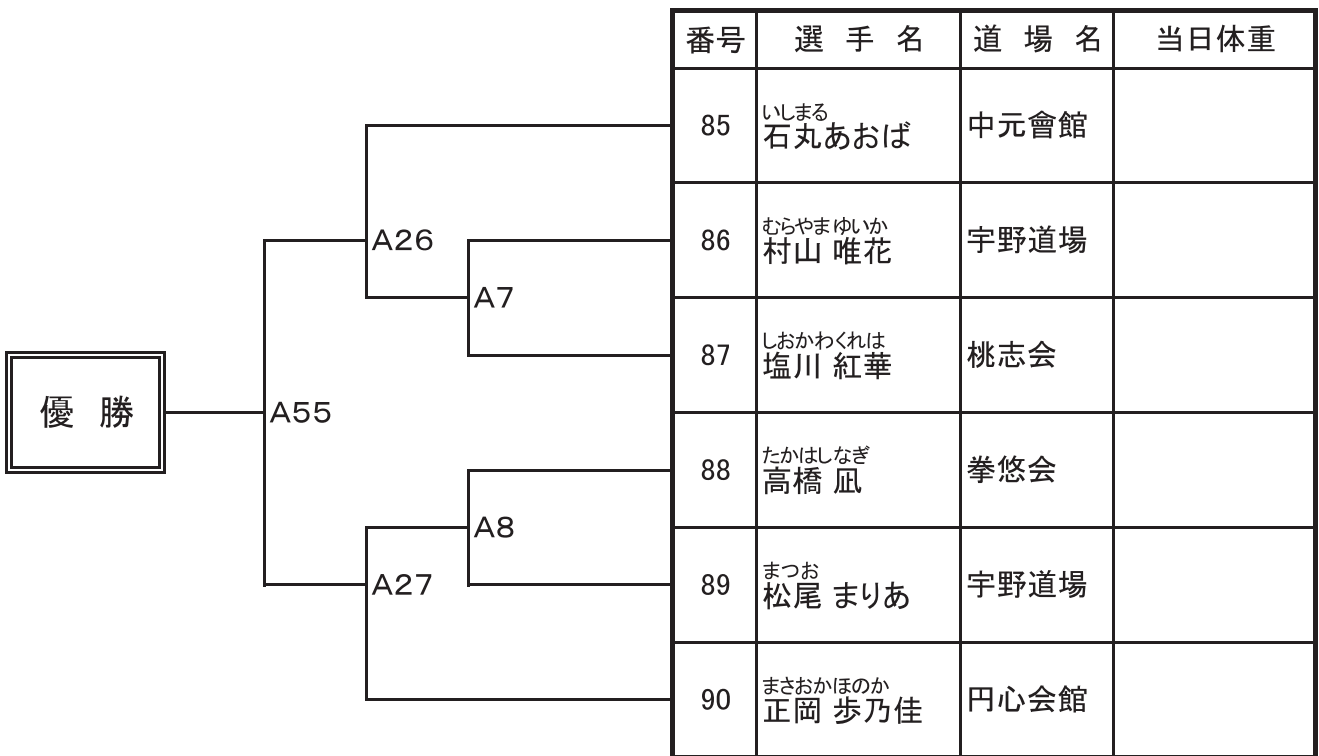 番号 選手名 道場名 当日体重
85 いしまる 石丸あおば 中元會館
86 むらやまゆいか 村山 唯花 宇野道場
87 しおかわくれは 塩川 紅華 桃志会
88 たかはしなぎ 高橋 凪 拳悠会
89 まつお 松尾 まりあ 宇野道場
90 まさおかほのか 正岡 歩乃佳 円心会館
A26
A7
優勝
A55
A8
A27